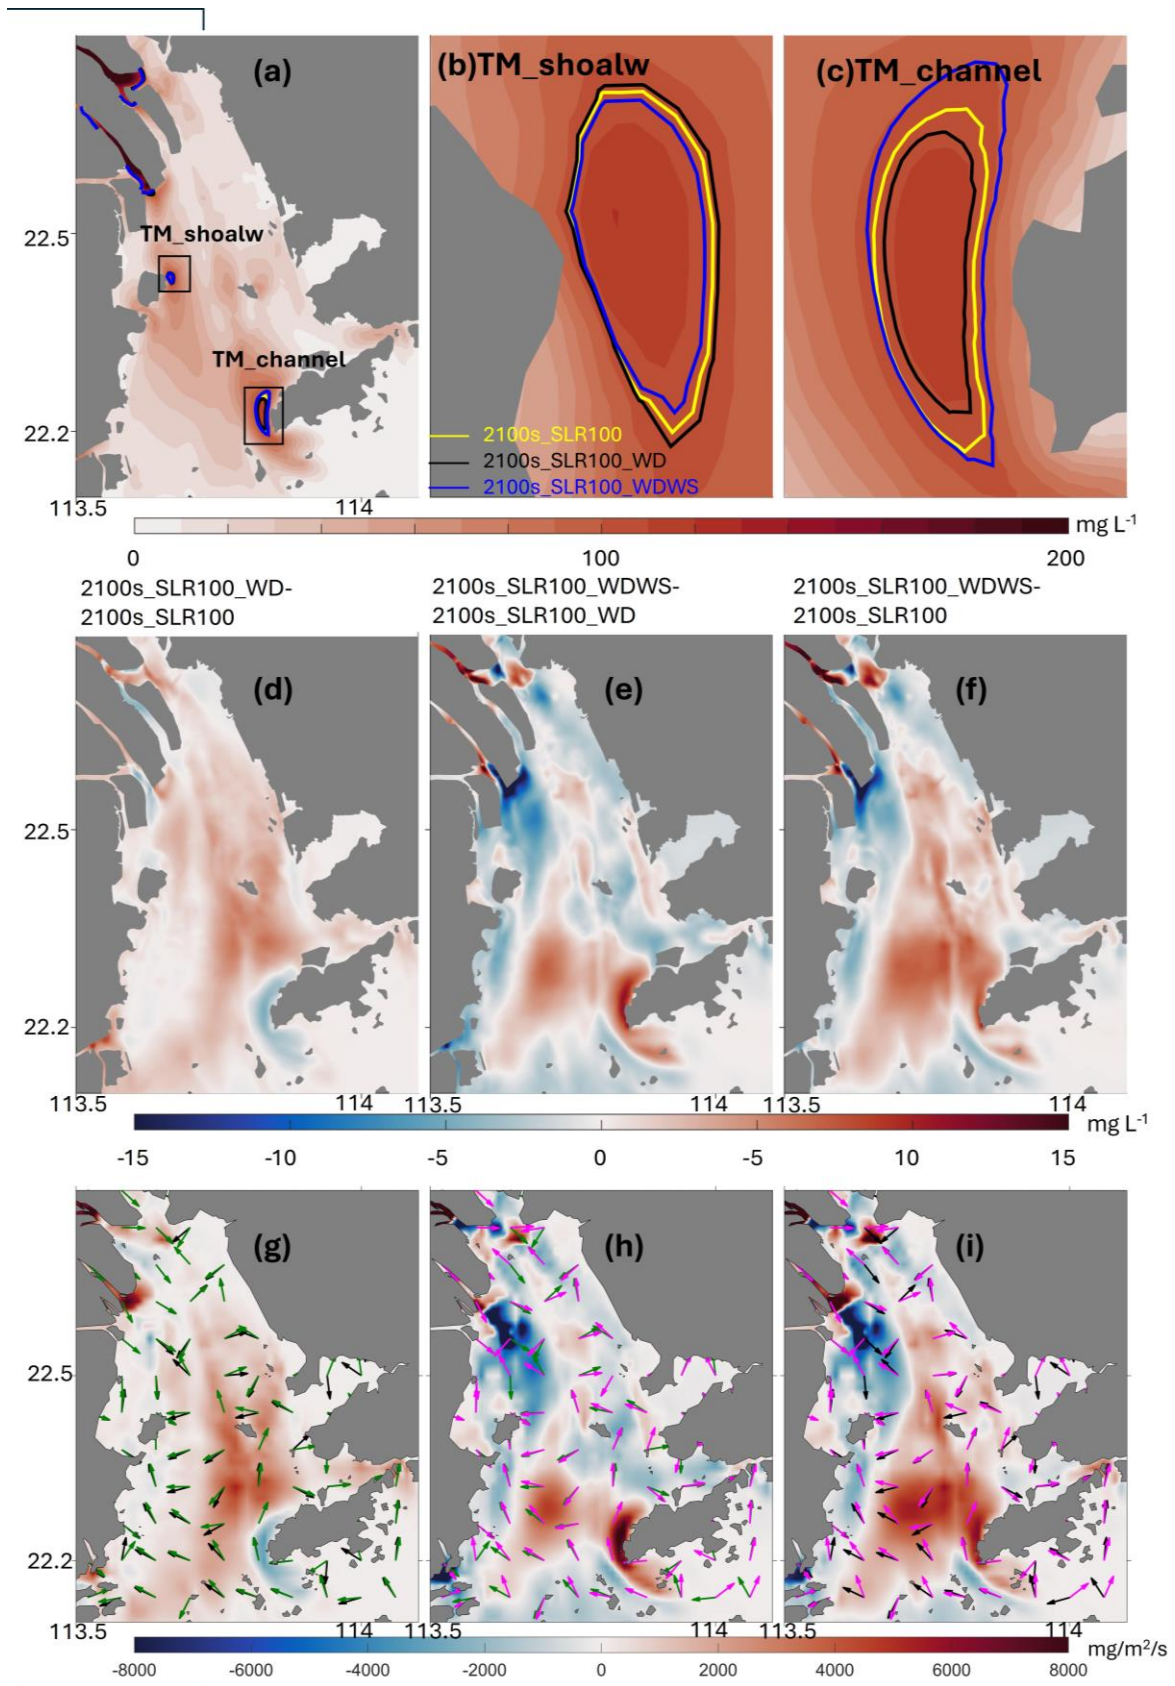 (a)
(b)TM_shoalw
(c)TM_channel
22.5
TM_shoalw
TM_channel
22.2
2100s_SLR100
2100s_SLR100_WD
2100s_SLR100_WDWS
113.5
114
mg L-1
0
100
200
2100s_SLR100_WD-
2100s_SLR100
2100s_SLR100_WDWS-
2100s_SLR100_WD
2100s_SLR100_WDWS-
2100s_SLR100
(d)
(e)
(f)
22.5
22.2
113.5
114
113.5
114
113.5
114
mg L-1
-15
-10
-5
0
-5
10
15
(g)
(h)
(i)
22.5
22.2
113.5
114
113.5
114
113.5
114
mg/m2/s
-8000
-6000
-4000
-2000
0
2000
4000
6000
8000